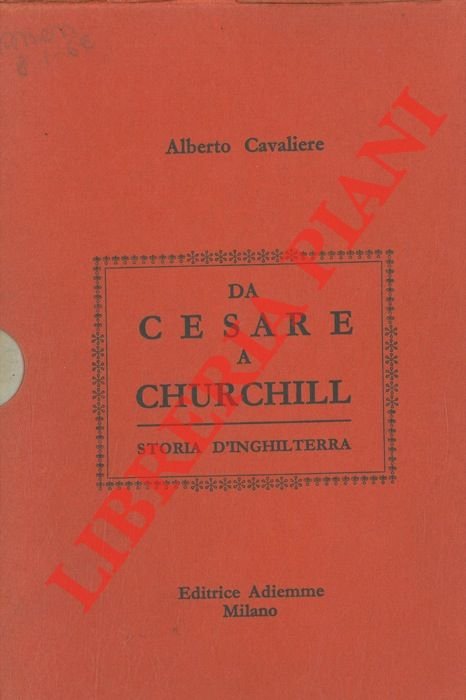 Alberto Cavaliere
DA
CESARE
A
CHURCHILL
STORIA D'INGHILTERRA
Editrice Adiemme
Milano
LIBRERIA PIANI